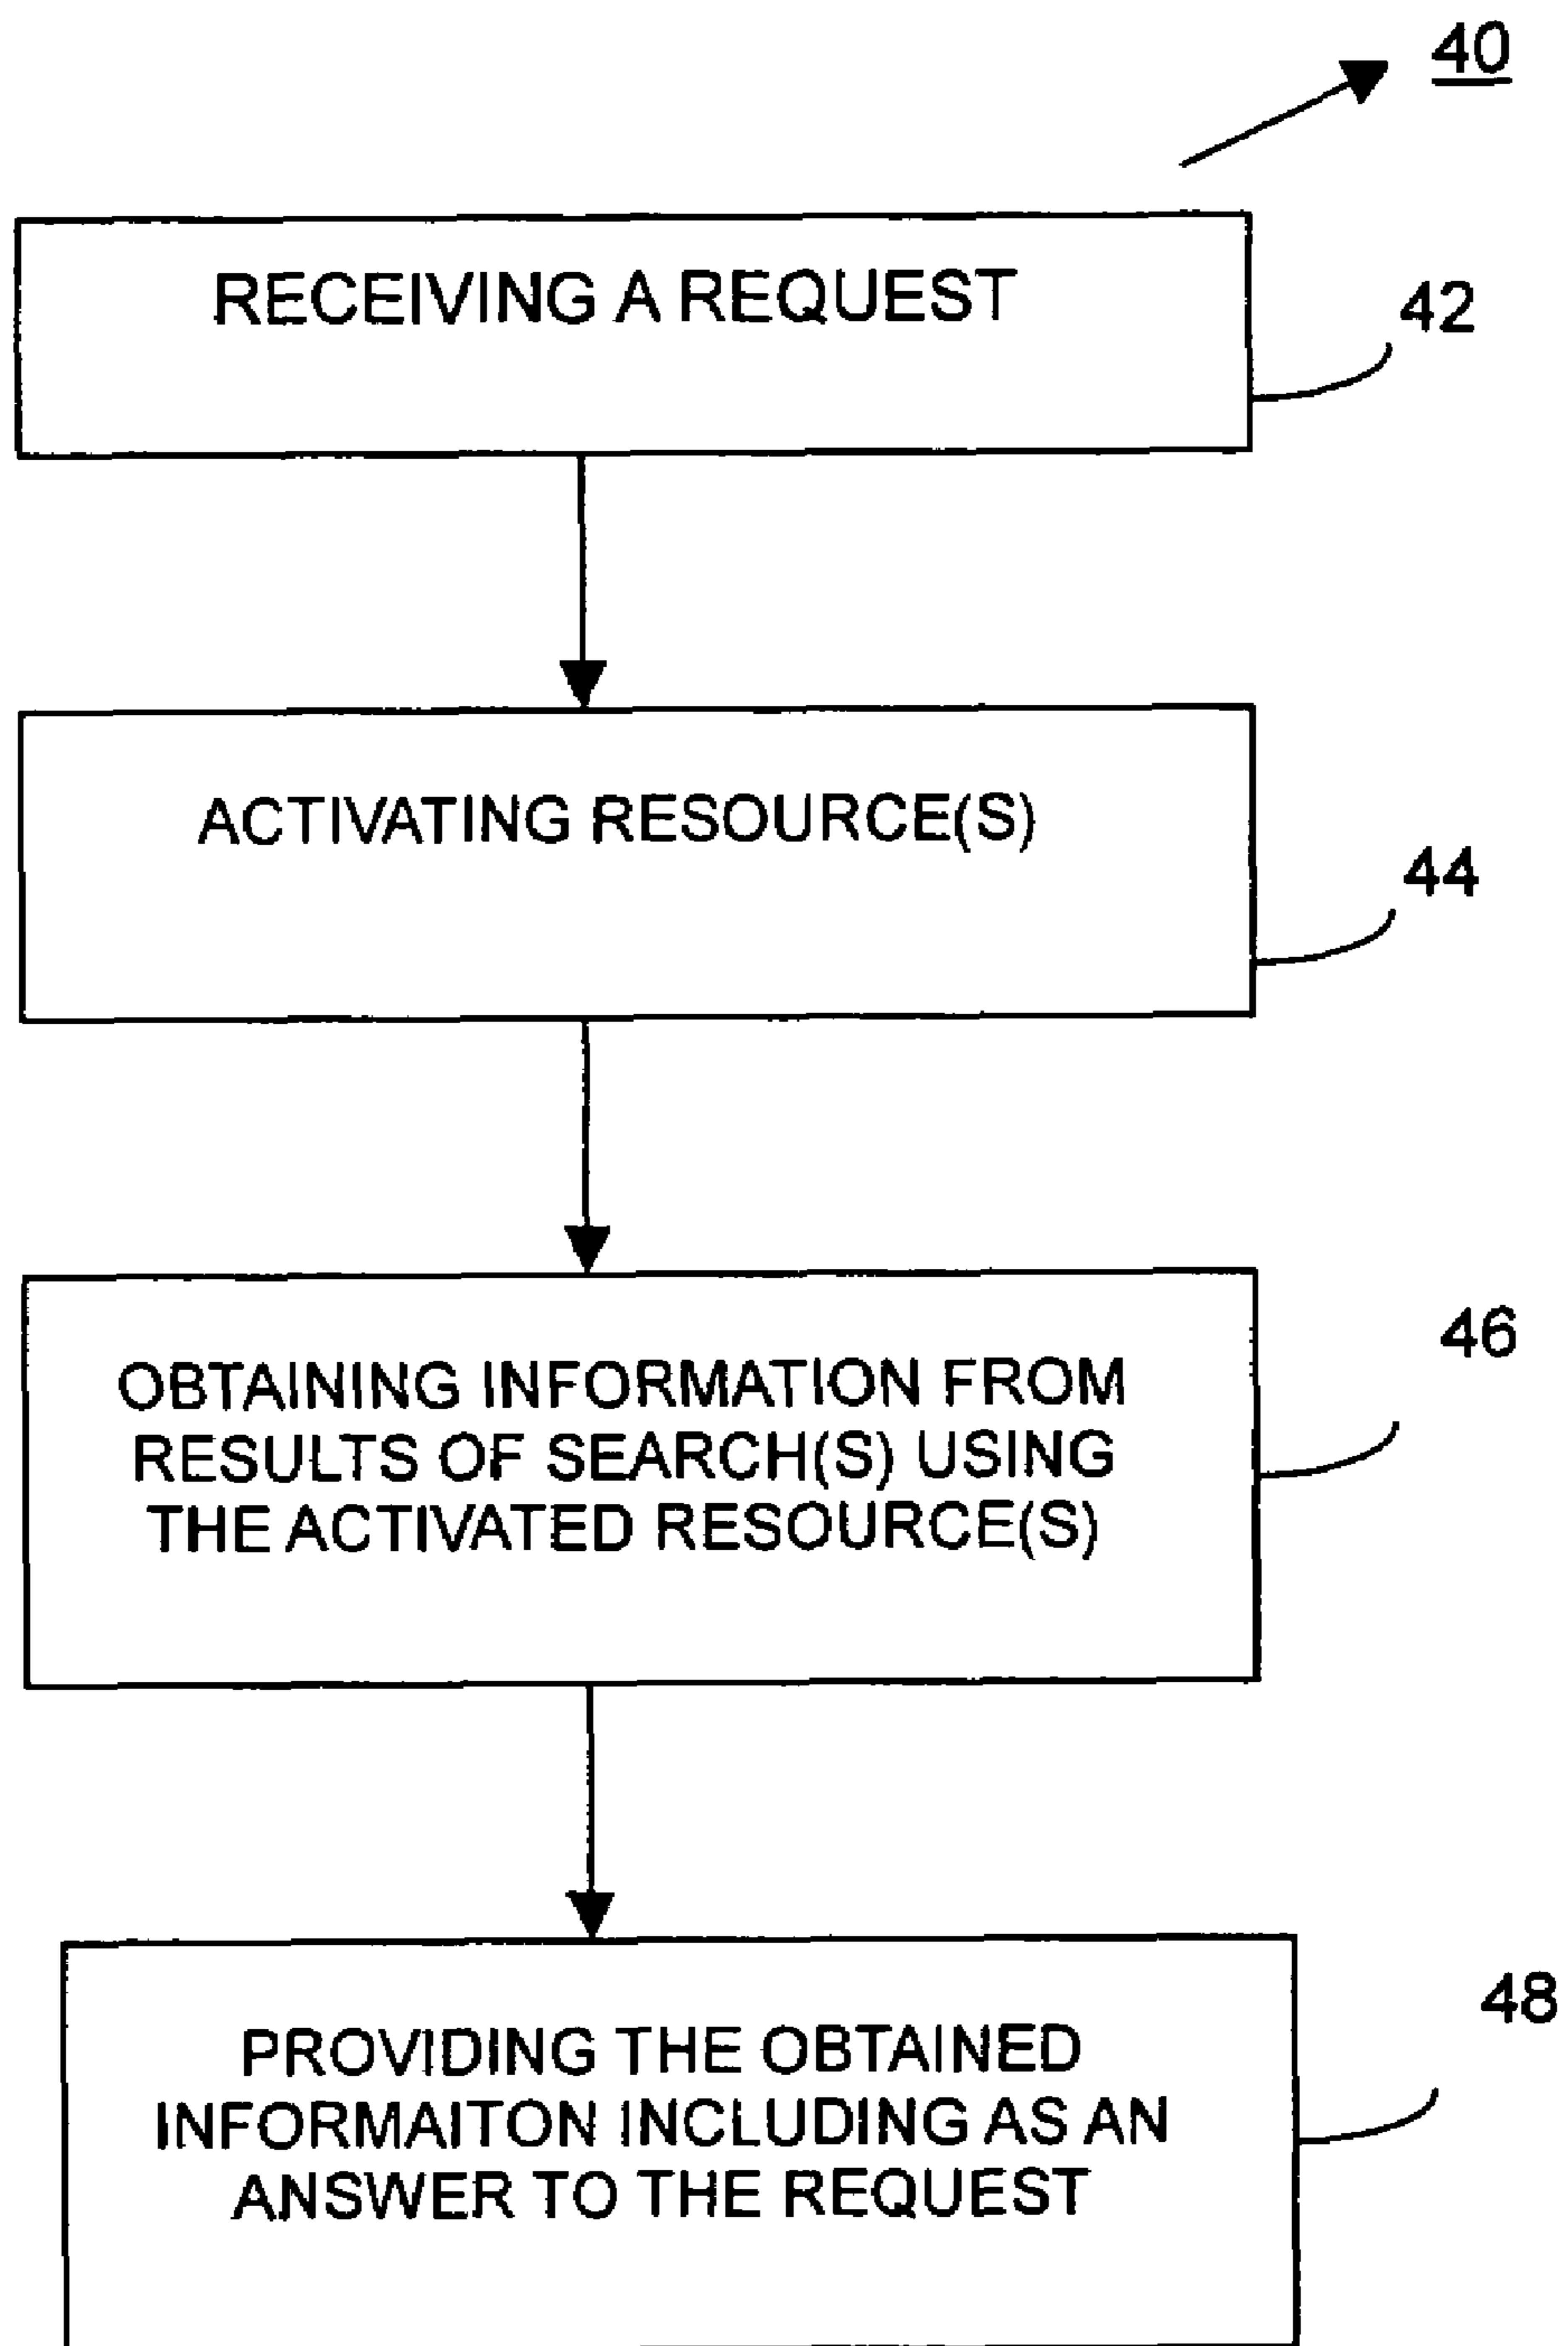 40
RECEIVING A REQUEST
42
ACTIVATING RESOURCE(S)
44
46
OBTAINING INFORMATION FROM
RESULTS OF SEARCH(S) USING
THE ACTIVATED RESOURCE(S)
48
PROVIDING THE OBTAINED
INFORMAITON INCLUDING AS AN
ANSWER TO THE REQUEST